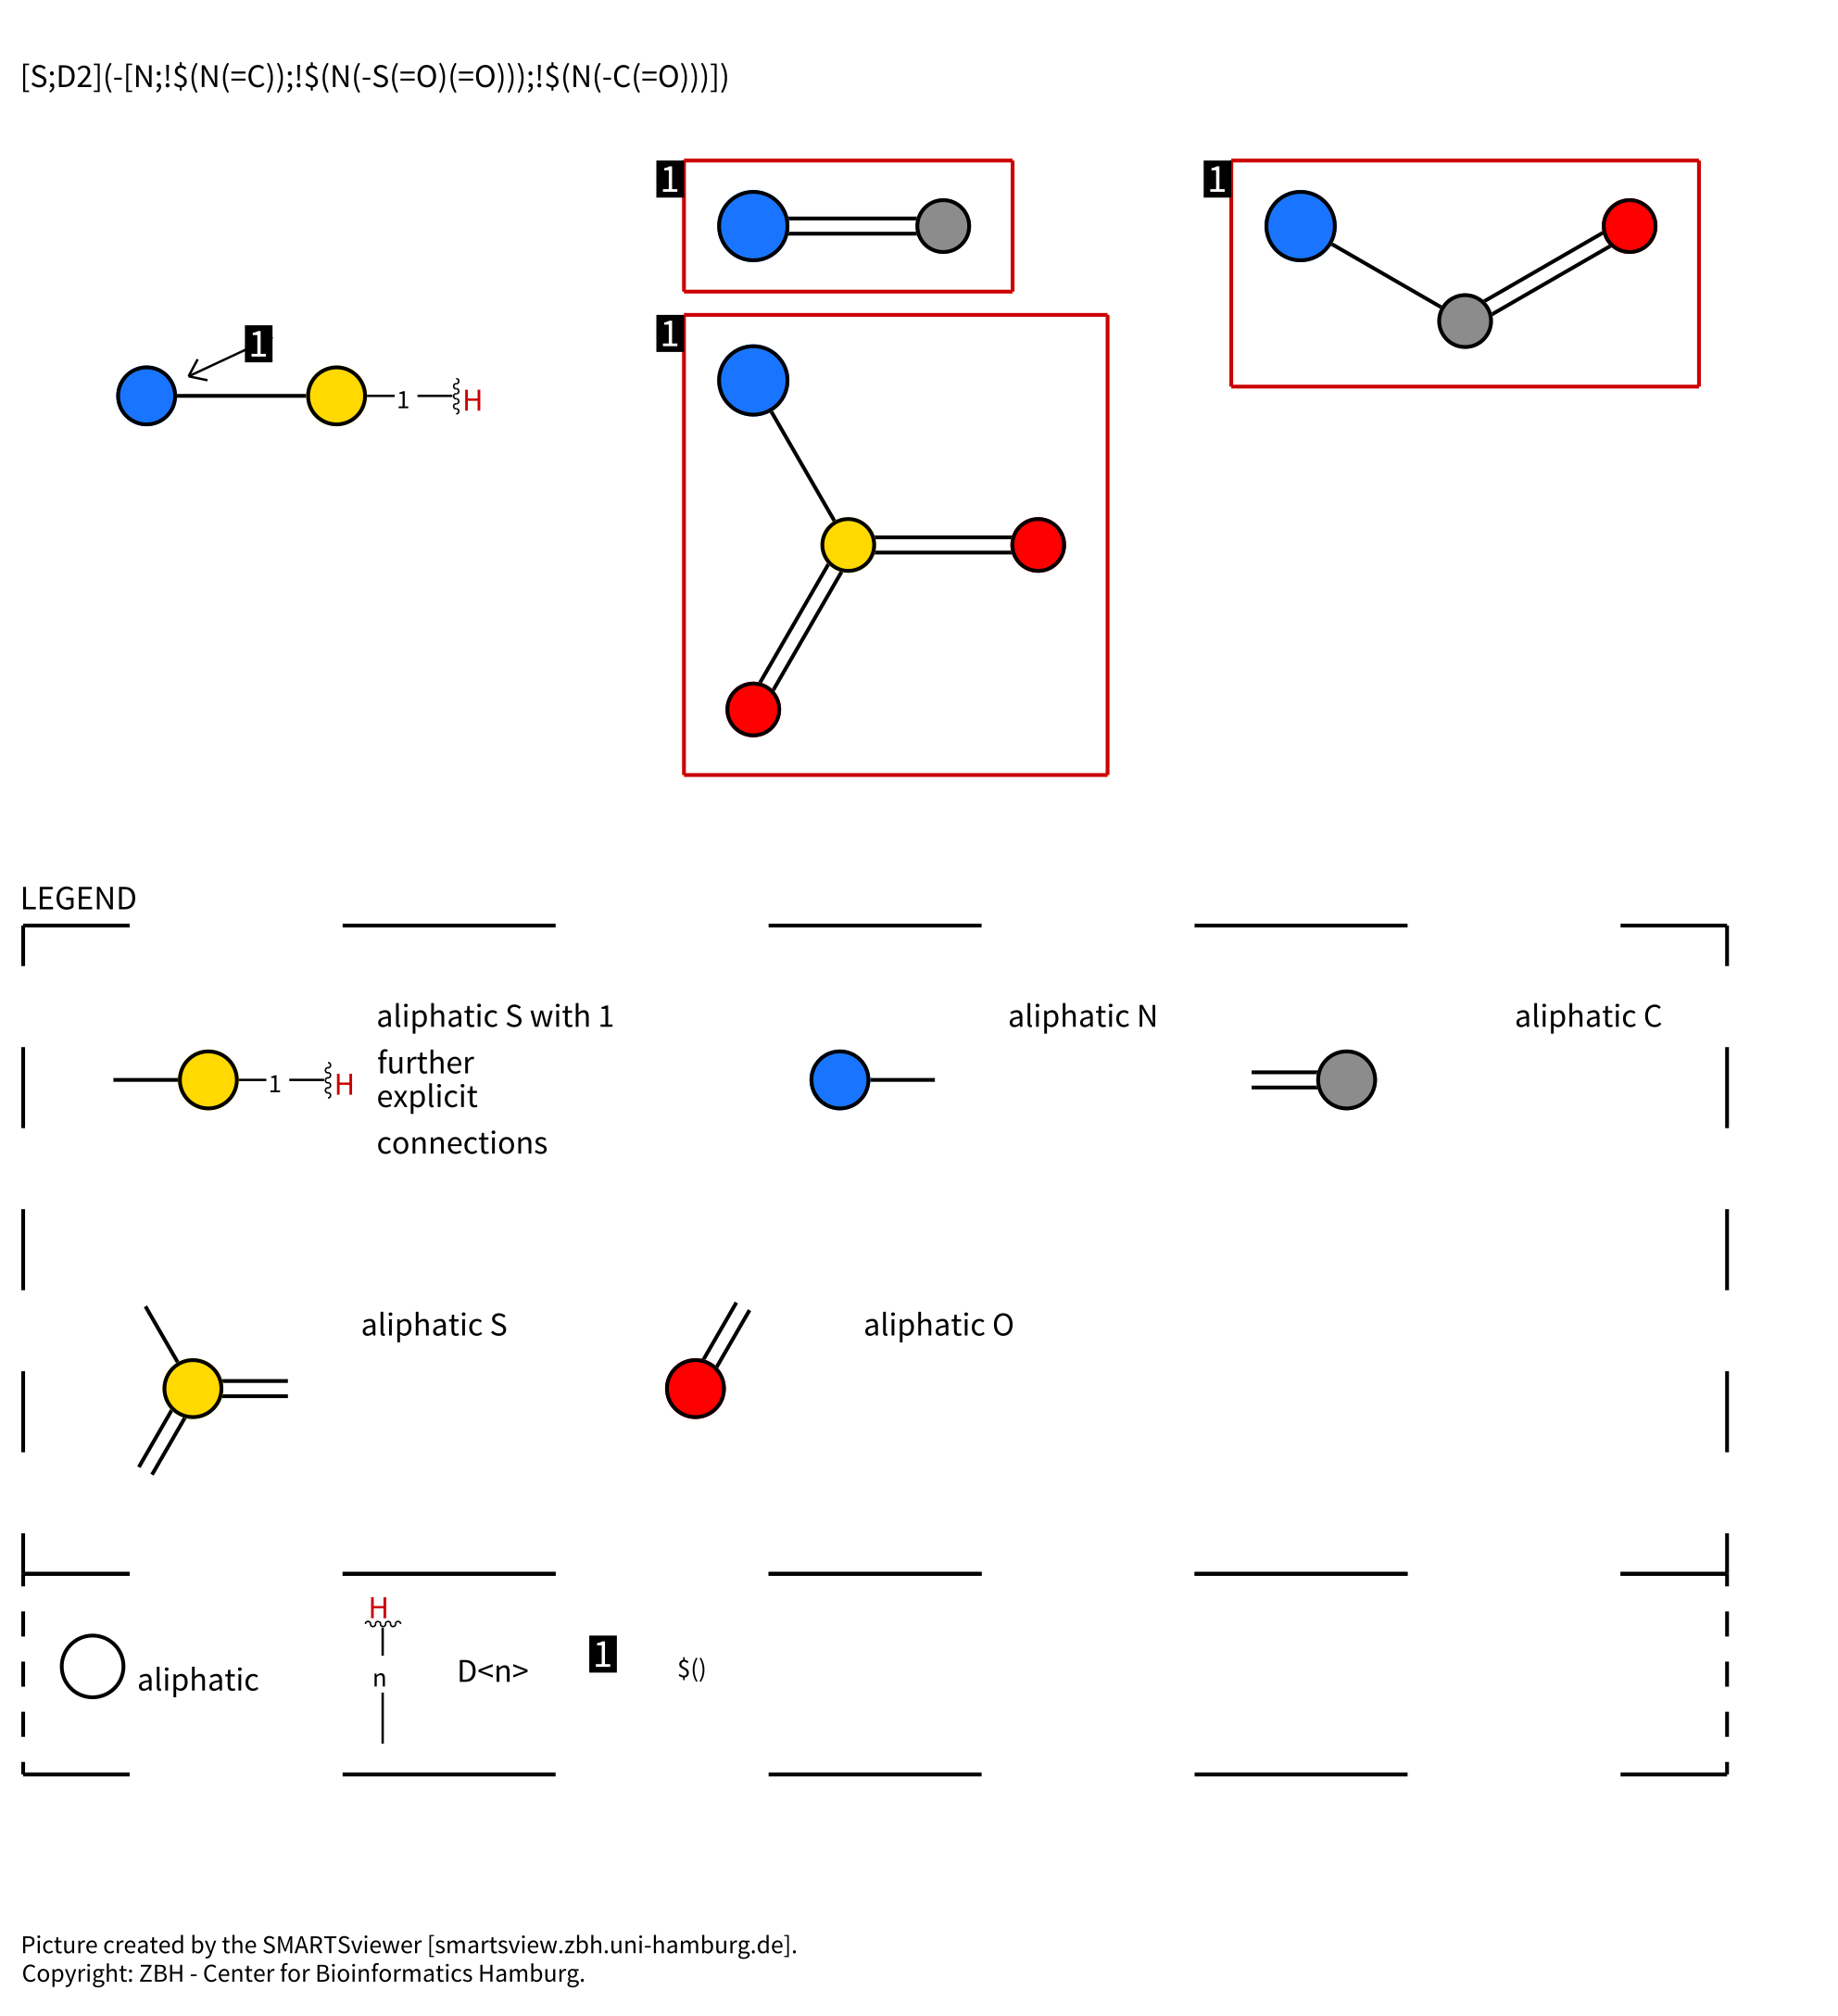 [S;D2](-[N;!$(N(=C));!$(N(-S(=O)(=O)));!$(N(-C(=O)))])
1
1
1
1
1
H
LEGEND
aliphatic S with 1
further
explicit
connections
1
H
aliphatic N
aliphatic C
aliphatic S
aliphatic O
aliphatic
H
n
D<n>
1
$()
Picture created by the SMARTSviewer [smartsview.zbh.uni-hamburg.de].
Copyright: ZBH - Center for Bioinformatics Hamburg.